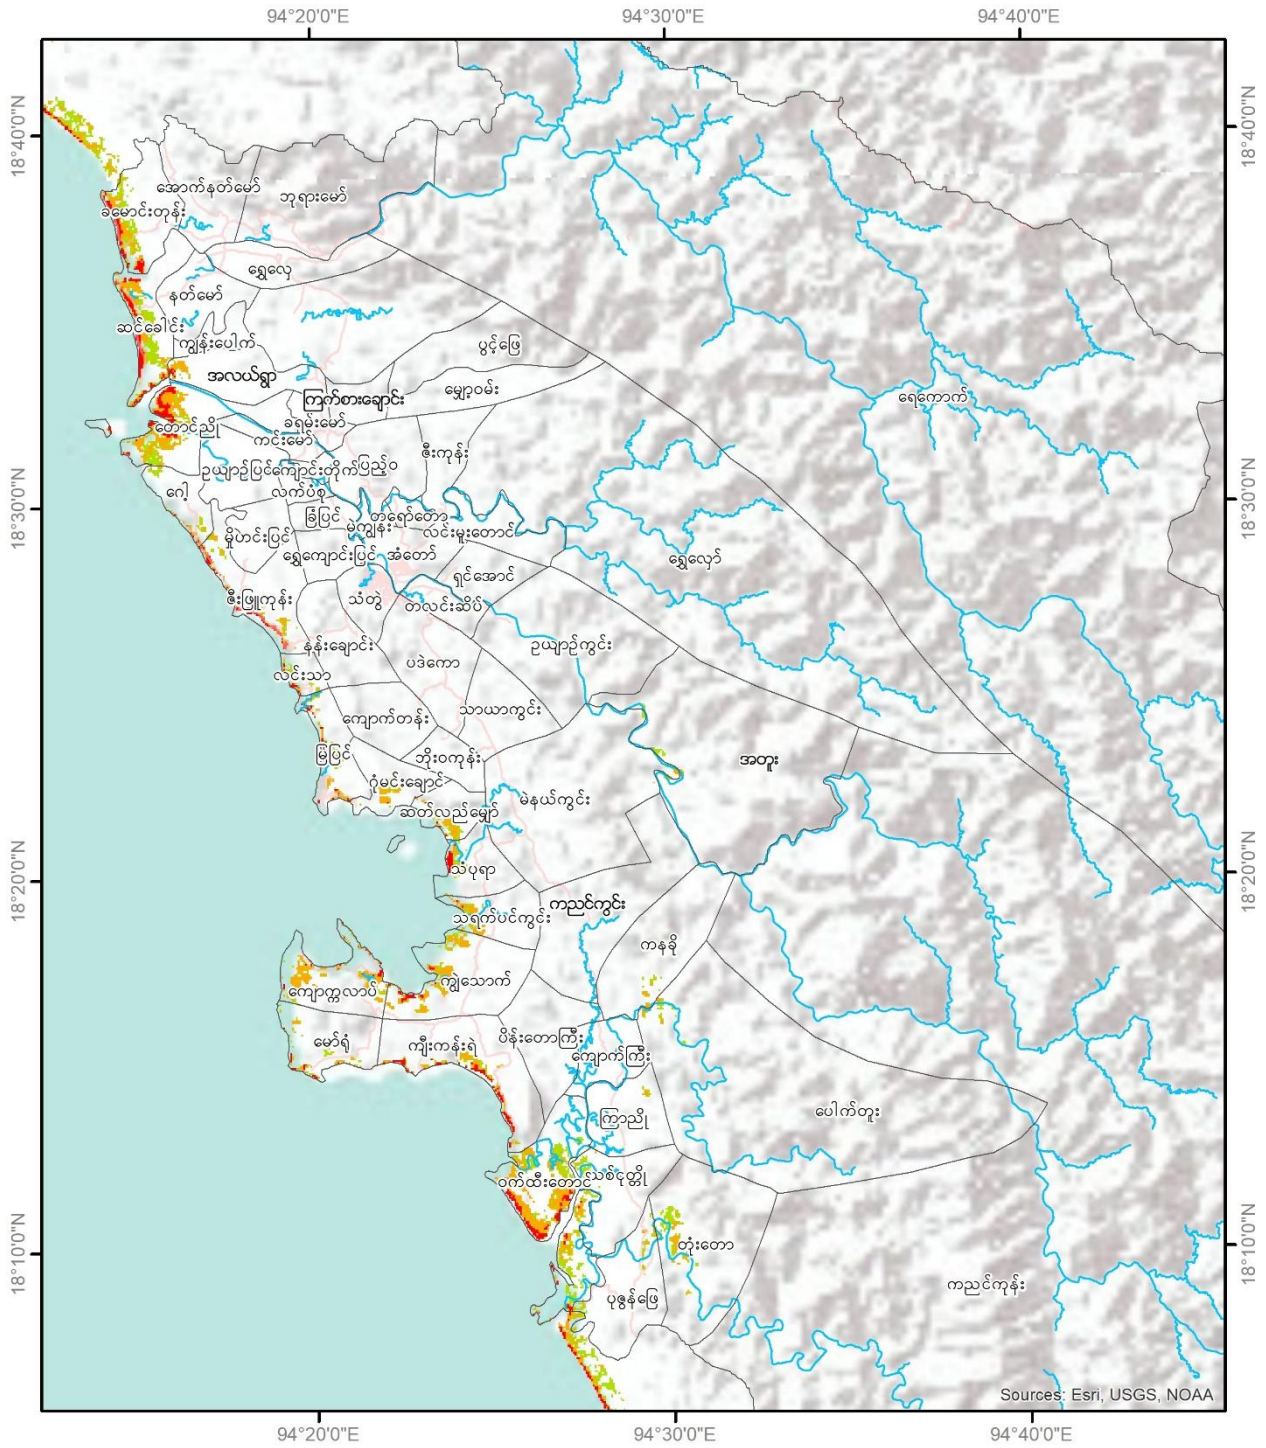 94°20'0"E
94°30'0"E
94°40'0"E
18°40'0"N
18°40'0"N
အောက်နတ်မော်
ဘုရားမော်
ခမောင်းတုန်း
ရွှေလှေ
နတ်မော်
ဆင်ခေါင်း
ကျွန်းပေါက်
ပွင့်ဖြေ
အလယ်ရွာ
မျှော့ဝမ်း
ကြက်စားချောင်း
ရေကောက်
ခရမ်းမော်
တောင်ညို
ကင်းမော်
ဇီးကုန်း
ဥယျာဉ်ပြင်
ကျောင်းတိုက်
ပြည့်ဝ
ဂေါ့
လက်ပံစု
18°30'0"N
18°30'0"N
ခြံပြင်
တရော်တော
မဲကျွန်း
လင်းမူးတောင်
မှိုဟင်းပြင်
ရွှေကျောင်းပြင်
အံတော်
ရွှေလှော်
ရှင်အောင်
ဇီးဖြူကုန်း
သံတွဲ
တလင်းဆိပ်
နန်းချောင်း
ဥယျာဉ်ကွင်း
ပဒဲကော
လင်းသာ
သာယာကွင်း
ကျောက်တန်း
မြပြင်
ဘိုးဝကုန်း
အတူး
ဂုံမင်းချောင်
မဲနယ်ကွင်း
ဆတ်လည်မျှော်
သံပုရာ
18°20'0"N
18°20'0"N
ကညင်ကွင်း
သရက်ပင်ကွင်း
ကနခို
ကျွဲသောက်
ကျောက္ကလာပ်
မော်ရုံ
ကျီးကန်းရဲ
ပိန်းတောကြီး
ကျောက်ကြီး
ကြာညို
ပေါက်တူး
ဝက်ထီးတောင်
သစ်ငုတ္တို
18°10'0"N
18°10'0"N
တုံးတော
ကညင်ကုန်း
ပုစွန်ဖြေ
Sources: Esri, USGS, NOAA
94°20'0"E
94°30'0"E
94°40'0"E